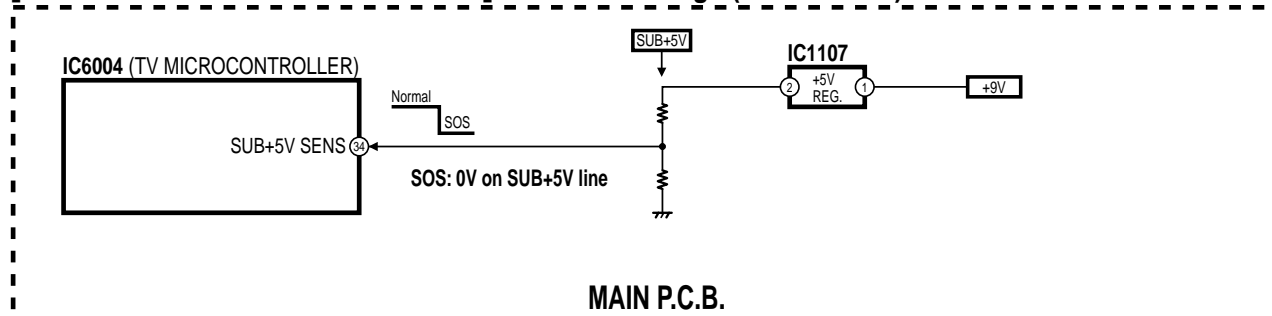 SUB+5V
IC1107
IC6004 (TV MICROCONTROLLER)
2
+5V
REG.
1
+9V
Normal
SOS
SUB+5V SENS 34
SOS: 0V on SUB+5V line
MAIN P.C.B.